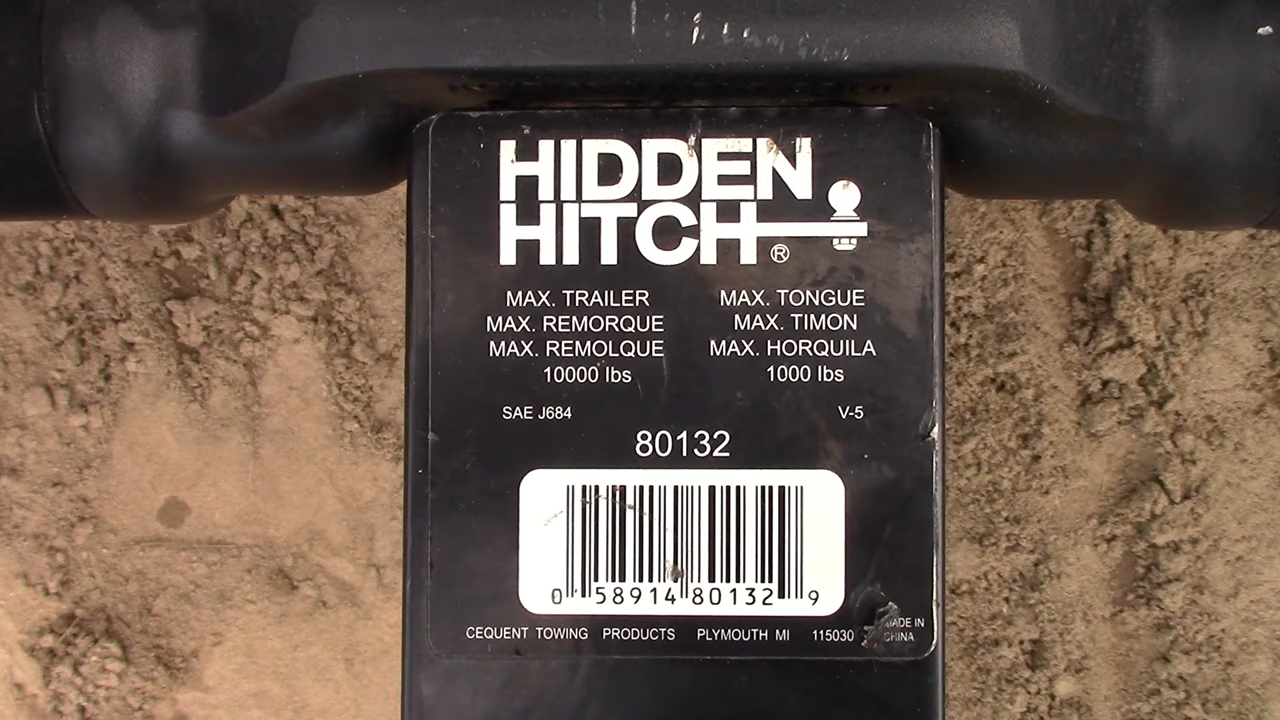 HIDDEN
HITCH ®
MAX. TRAILER MAX. TONGUE
MAX. REMORQUE MAX. TIMON
MAX. REMOLQUE MAX. HORQUILA
10000 lbs 1000 lbs
SAE J684 V-5
80132
0 58914 80132 9
CEQUENT TOWING PRODUCTS PLYMOUTH MI 115030
MADE IN
CHINA